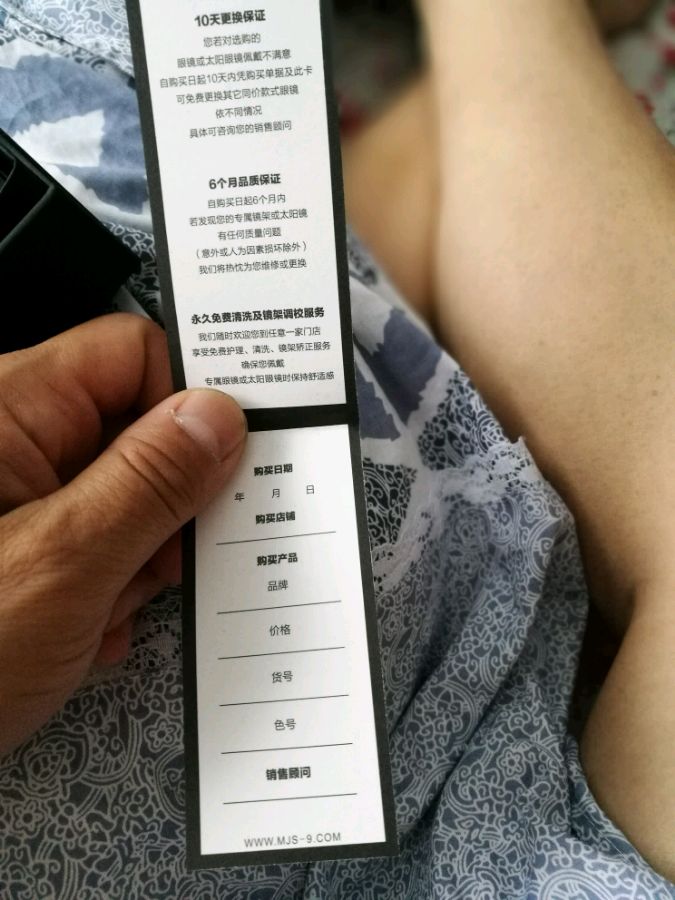 10天更换保证
您若对选购的
眼镜或太阳眼镜佩戴不满意
自购买日起10天内凭购买单据及此卡
可免费更换其它同价款式眼镜
依不同情况
具体可咨询您的销售顾问
6个月品质保证
自购买日起6个月内
若发现您的专属镜架或太阳镜
有任何质量问题
（意外或人为因素损坏除外）
我们将热忱为您维修或更换
永久免费清洗及镜架调校服务
我们随时欢迎您到任意一家门店
享受免费护理、清洗、镜架矫正服务
确保您佩戴
专属眼镜或太阳眼镜时保持舒适感
购买日期
年 月 日
购买店铺
购买产品
品牌
价格
货号
色号
销售顾问
WWW.MJS-9.COM